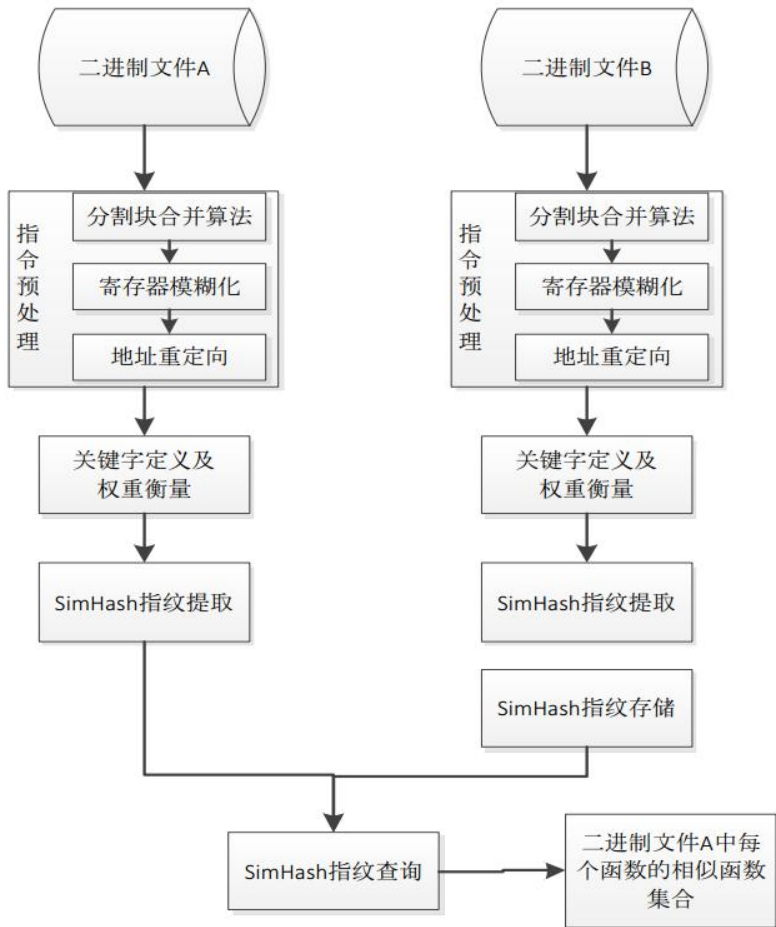 二进制文件A
二进制文件B
指令预处理
分割块合并算法
寄存器模糊化
地址重定向
指令预处理
分割块合并算法
寄存器模糊化
地址重定向
关键字定义及
权重衡量
关键字定义及
权重衡量
SimHash指纹提取
SimHash指纹提取
SimHash指纹存储
SimHash指纹查询
二进制文件A中每
个函数的相似函数
集合